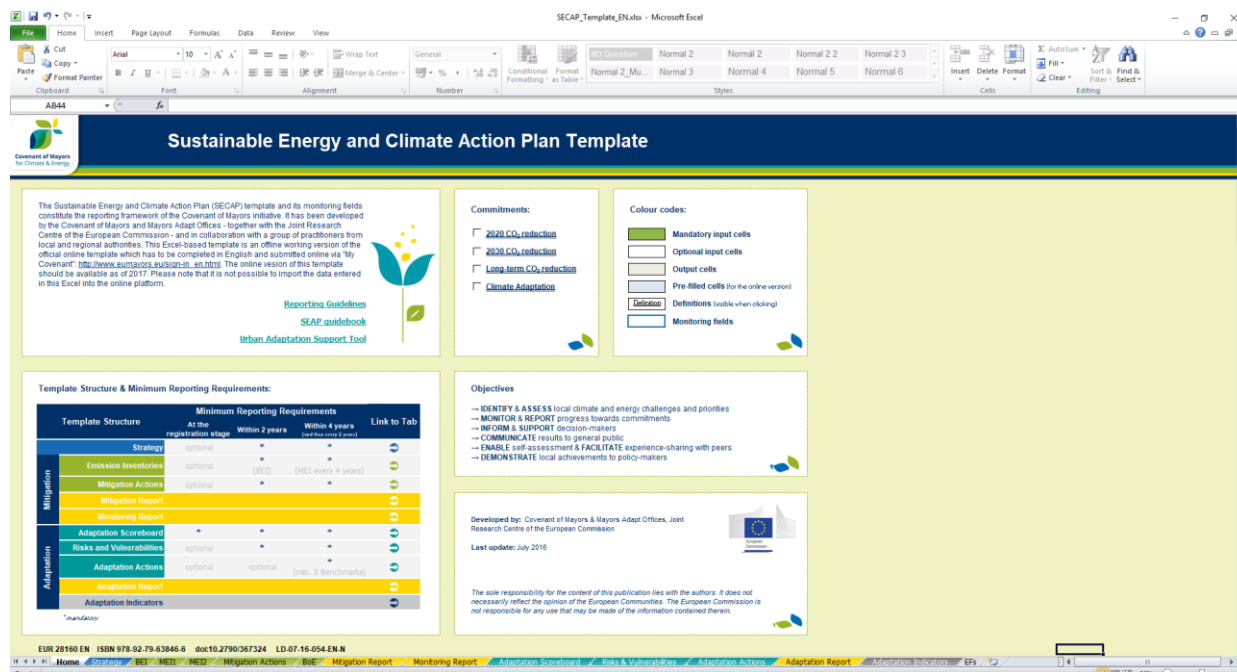 SECAP_Template_EN.xlsx - Microsoft Excel
File Home Insert Page Layout Formulas Data Review View
Cut
Copy
Format Painter
Paste
Clipboard
Arial 10
Font
Wrap Text
Merge & Center
Alignment
General
Number
Conditional Formatting
Format as Table
M3 Question Normal 2 Normál 2 Normal 2 2 Normal 2 3
Normal 2_Mu... Normal 3 Normal 4 Normal 5 Normal 6
Styles
Insert Delete Format
Cells
AutoSum
Fill
Clear
Sort & Filter
Find & Select
Editing
AB44
fx
Covenant of Mayors
for Climate & Energy
Sustainable Energy and Climate Action Plan Template
The Sustainable Energy and Climate Action Plan (SECAP) template and its monitoring fields
constitute the reporting framework of the Covenant of Mayors initiative. It has been developed
by the Covenant of Mayors and Mayors Adapt Offices - together with the Joint Research
Centre of the European Commission - and in collaboration with a group of practitioners from
local and regional authorities. This Excel-based template is an offline working version of the
official online template which has to be completed in English and submitted online via "My
Covenant": http://www.eumayors.eu/sign-in_en.html. The online vesion of this template
should be available as of 2017. Please note that it is not possible to import the data entered
in this Excel into the online platform.
Reporting Guidelines
SEAP guidebook
Urban Adaptation Support Tool
Commitments:
2020 CO₂ reduction
2030 CO₂ reduction
Long-term CO₂ reduction
Climate Adaptation
Colour codes:
Mandatory input cells
Optional input cells
Output cells
Pre-filled cells (for the online version)
Definition Definitions (visible when clicking)
Monitoring fields
Template Structure & Minimum Reporting Requirements:
Template Structure
Minimum Reporting Requirements
At the registration stage
Within 2 years
Within 4 years
(and thus every 2 years)
Link to Tab
Strategy optional * *
Mitigation
Emission Inventories optional * (BEI) * (MEI every 4 years)
Mitigation Actions optional * *
Mitigation Report
Monitoring Report
Adaptation
Adaptation Scoreboard * * *
Risks and Vulnerabilities optional * *
Adaptation Actions optional optional * (min. 3 Benchmarks)
Adaptation Report
Adaptation Indicators
*mandatory
Objectives
→ IDENTIFY & ASSESS local climate and energy challenges and priorities
→ MONITOR & REPORT progress towards commitments
→ INFORM & SUPPORT decision-makers
→ COMMUNICATE results to general public
→ ENABLE self-assessment & FACILITATE experience-sharing with peers
→ DEMONSTRATE local achievements to policy-makers
Developed by: Covenant of Mayors & Mayors Adapt Offices, Joint
Research Centre of the European Commission
Last update: July 2016
European
Commission
The sole responsibility for the content of this publication lies with the authors. It does not
necessarily reflect the opinion of the European Communities. The European Commission is
not responsible for any use that may be made of the information contained therein.
EUR 28160 EN ISBN 978-92-79-63846-6 doi:10.2790/367324 LD-07-16-054-EN-N
Home Strategy BEI MEI1 MEI2 Mitigation Actions BoE Mitigation Report Monitoring Report Adaptation Scoreboard Risks & Vulnerabilities Adaptation Actions Adaptation Report Adaptation Indicators EFs